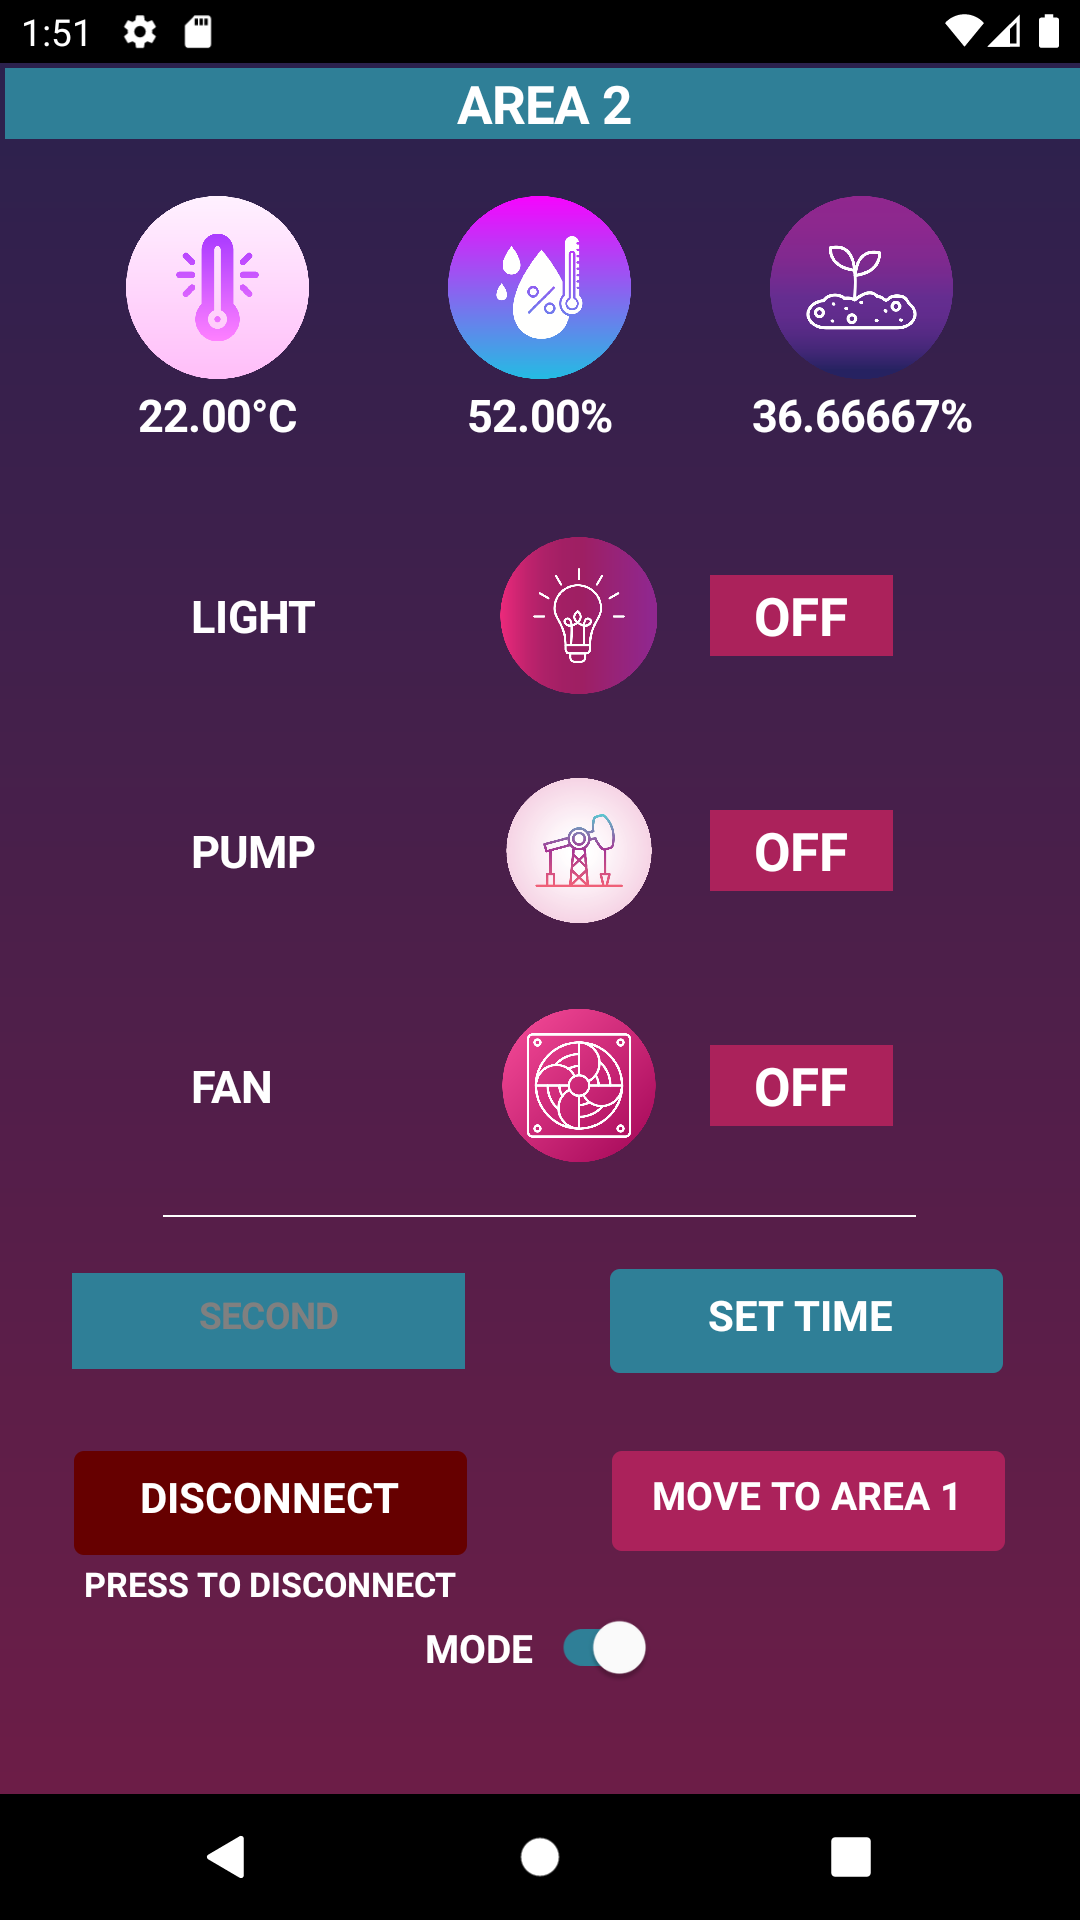 1:51
AREA 2
22.00°C 52.00% 36.66667%
LIGHT OFF
PUMP OFF
FAN OFF
SECOND SET TIME
DISCONNECT MOVE TO AREA 1
PRESS TO DISCONNECT
MODE